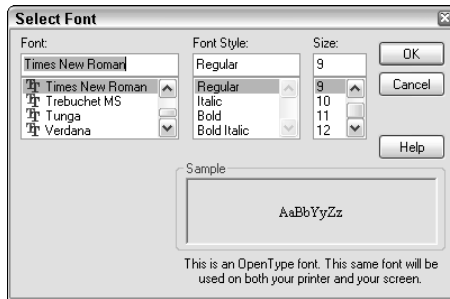 Select Font
Font:
Font Style:
Size:
Times New Roman
Regular
9
OK
Times New Roman
Trebuchet MS
Tunga
Verdana
Regular
Italic
Bold
Bold Italic
9
10
11
12
Cancel
Help
Sample
AaBbYyZz
This is an OpenType font. This same font will be
used on both your printer and your screen.